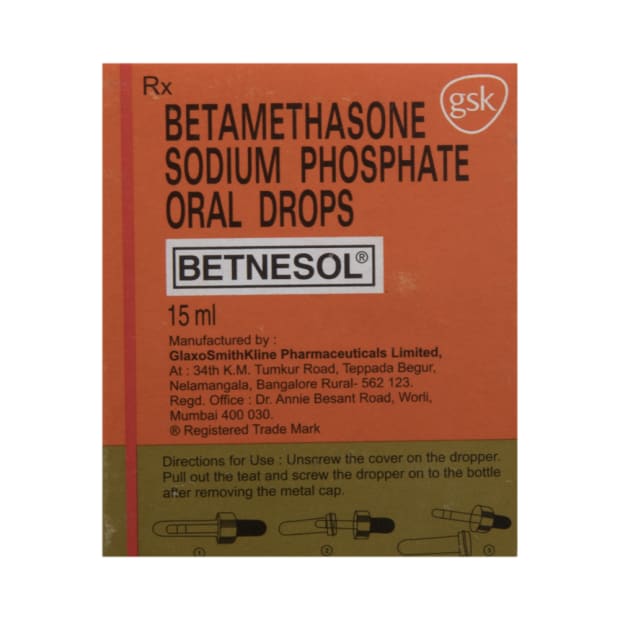 Rx
gsk
BETAMETHASONE
SODIUM PHOSPHATE
ORAL DROPS
BETNESOL®
15 ml
Manufactured by :
GlaxoSmithKline Pharmaceuticals Limited,
At : 34th K.M. Tumkur Road, Teppada Begur,
Nelamangala, Bangalore Rural- 562 123.
Regd. Office : Dr. Annie Besant Road, Worli,
Mumbai 400 030.
® Registered Trade Mark
Directions for Use : Unscrew the cover on the dropper.
Pull out the teat and screw the dropper on to the bottle
after removing the metal cap.
1 2 3